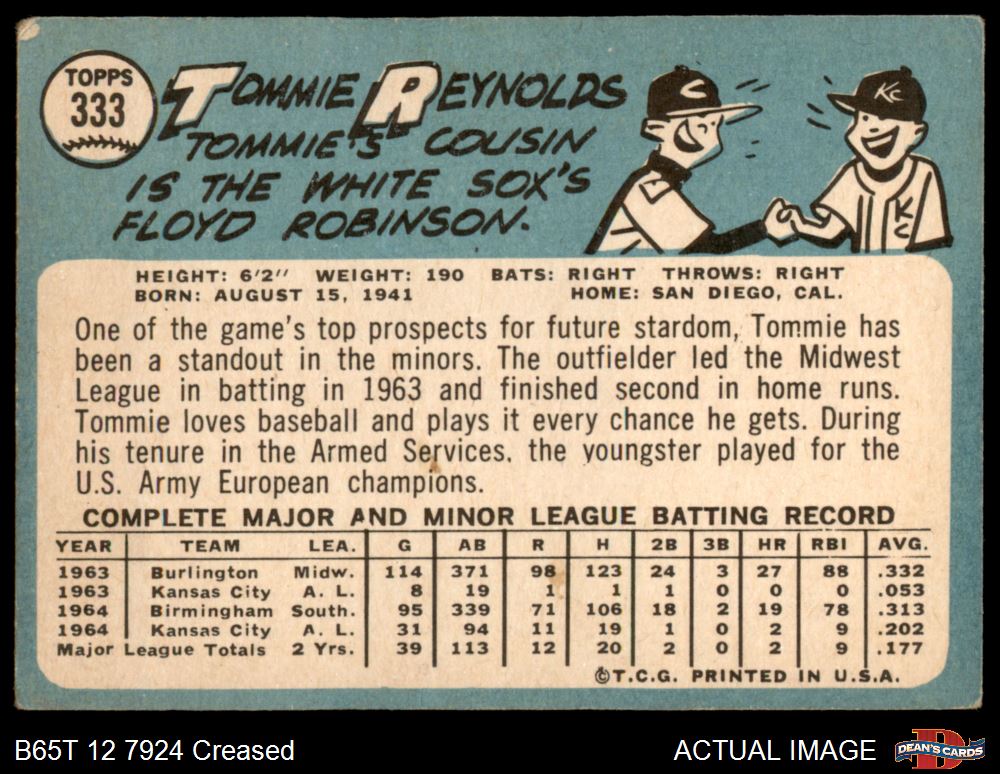 TOPPS
333
TOMMIE REYNOLDS
TOMMIE'S COUSIN
IS THE WHITE SOX'S
FLOYD ROBINSON.
C
KC
KC
HEIGHT: 6'2" WEIGHT: 190 BATS: RIGHT THROWS: RIGHT
BORN: AUGUST 15, 1941 HOME: SAN DIEGO, CAL.
One of the game's top prospects for future stardom, Tommie has
been a standout in the minors. The outfielder led the Midwest
League in batting in 1963 and finished second in home runs.
Tommie loves baseball and plays it every chance he gets. During
his tenure in the Armed Services, the youngster played for the
U.S. Army European champions.
COMPLETE MAJOR AND MINOR LEAGUE BATTING RECORD
YEAR TEAM LEA. G AB R H 2B 3B HR RBI AVG.
1963 Burlington Midw. 114 371 98 123 24 3 27 88 .332
1963 Kansas City A. L. 8 19 1 1 1 0 0 0 .053
1964 Birmingham South. 95 339 71 106 18 2 19 78 .313
1964 Kansas City A. L. 31 94 11 19 1 0 2 9 .202
Major League Totals 2 Yrs. 39 113 12 20 2 0 2 9 .177
©T.C.G. PRINTED IN U.S.A.
B65T 12 7924 Creased
ACTUAL IMAGE
D
DEAN'S CARDS